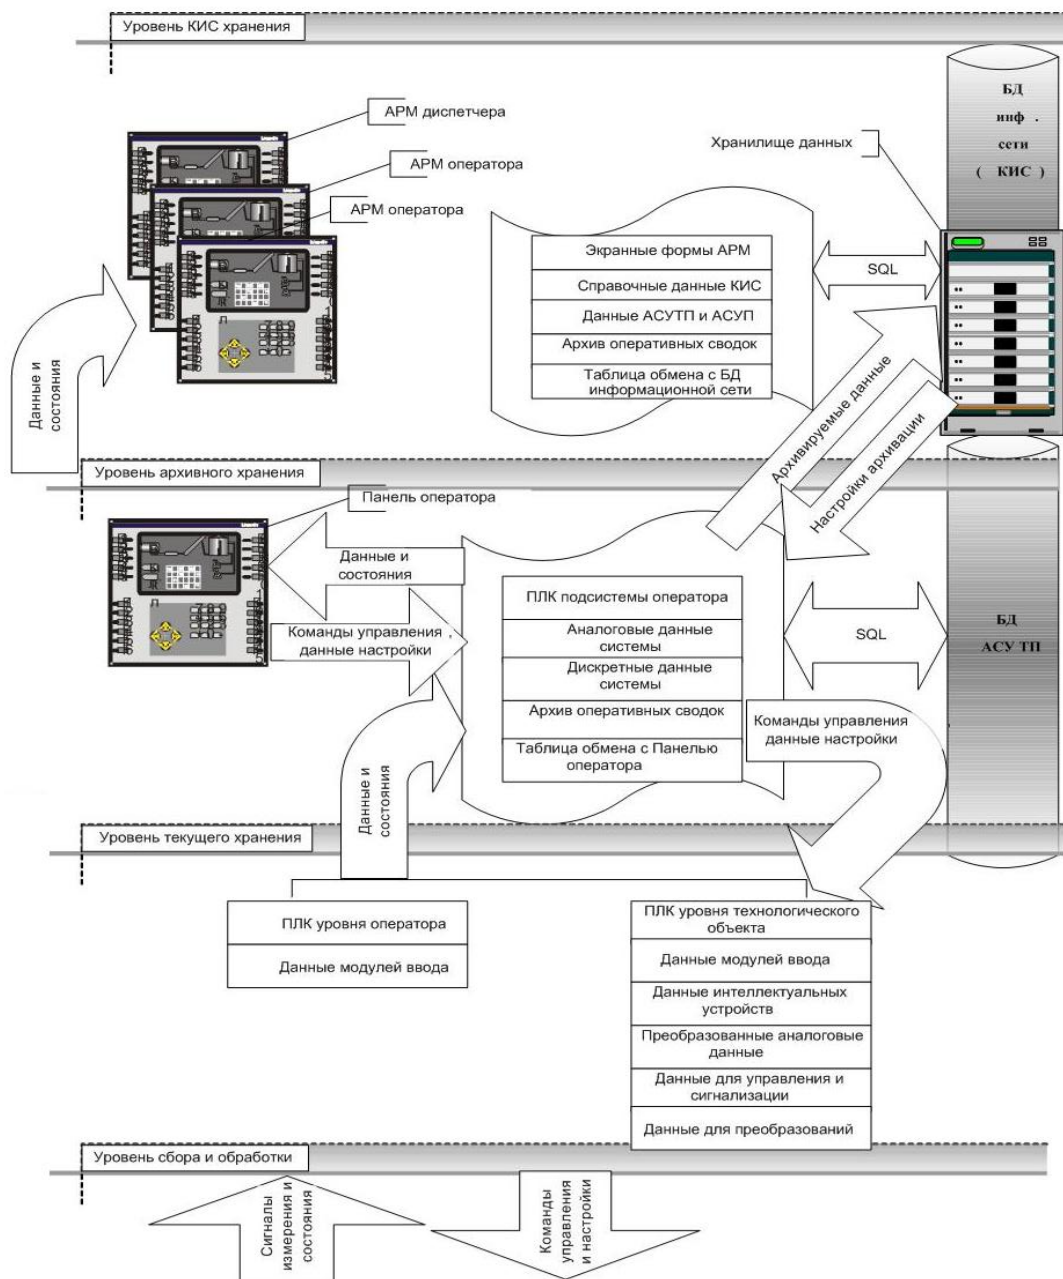 Уровень КИС хранения
БД
инф .
сети
( КИС )
АРМ диспетчера
Хранилище данных
АРМ оператора
АРМ оператора
Экранные формы АРМ
Справочные данные КИС
Данные АСУТП и АСУП
Архив оперативных сводок
Таблица обмена с БД
информационной сети
SQL
Данные и
состояния
Архивируемые данные
Настройки архивации
Уровень архивного хранения
Панель оператора
Данные и
состояния
Команды управления ,
данные настройки
ПЛК подсистемы оператора
Аналоговые данные
системы
Дискретные данные
системы
Архив оперативных сводок
Таблица обмена с Панелью
оператора
SQL
БД
АСУ ТП
Команды управления
данные настройки
Данные и
состояния
Уровень текущего хранения
ПЛК уровня оператора
Данные модулей ввода
ПЛК уровня технологического
объекта
Данные модулей ввода
Данные интеллектуальных
устройств
Преобразованные аналоговые
данные
Данные для управления и
сигнализации
Данные для преобразований
Уровень сбора и обработки
Сигналы
измерения и
состояния
Команды
управления
и настройки